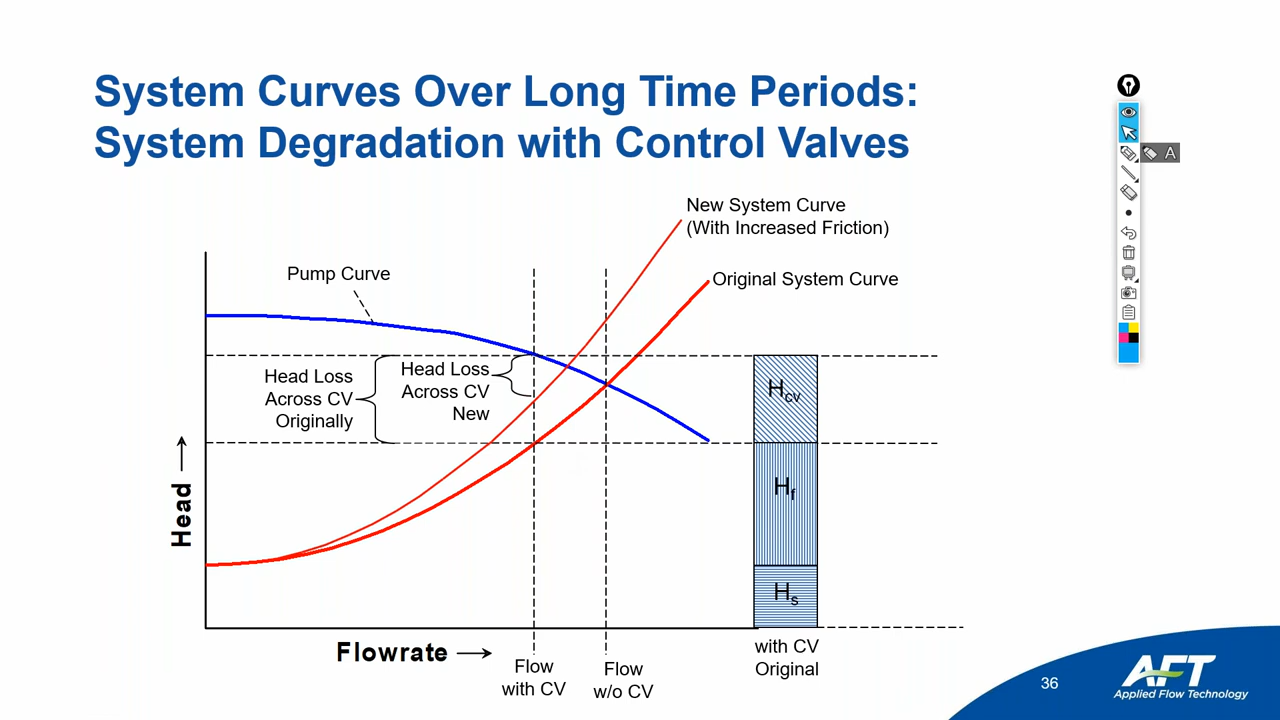 System Curves Over Long Time Periods:
System Degradation with Control Valves
A
New System Curve
(With Increased Friction)
Pump Curve
Original System Curve
Head Loss
Across CV
Originally
Head Loss
Across CV
New
Hcv
Hf
Hs
Head
Flowrate
Flow
with CV
Flow
w/o CV
with CV
Original
36
AFT
Applied Flow Technology